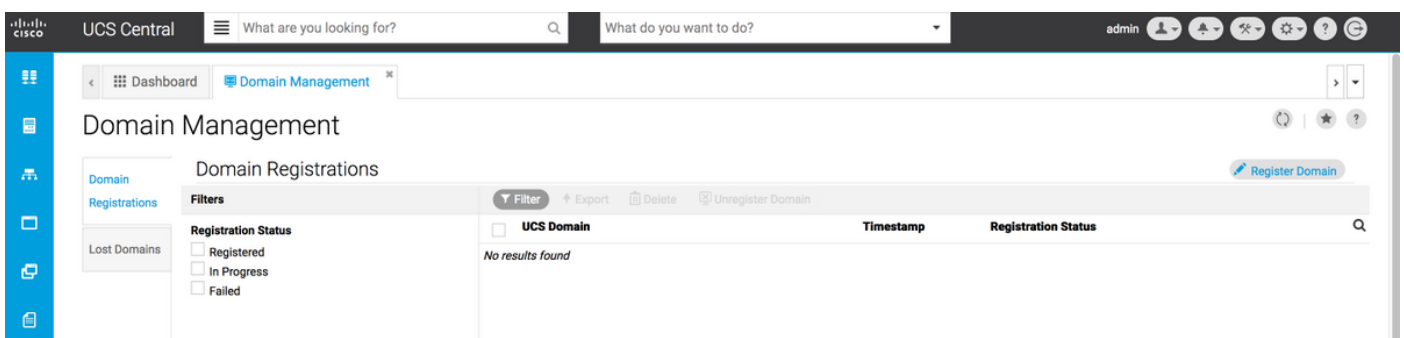 CISCO UCS Central What are you looking for? What do you want to do? admin ?
Dashboard Domain Management
Domain Management ?
Domain Registrations
Register Domain
Domain
Registrations
Lost Domains
Filters
Filter Export Delete Unregister Domain
Registration Status
Registered
In Progress
Failed
UCS Domain Timestamp Registration Status
No results found